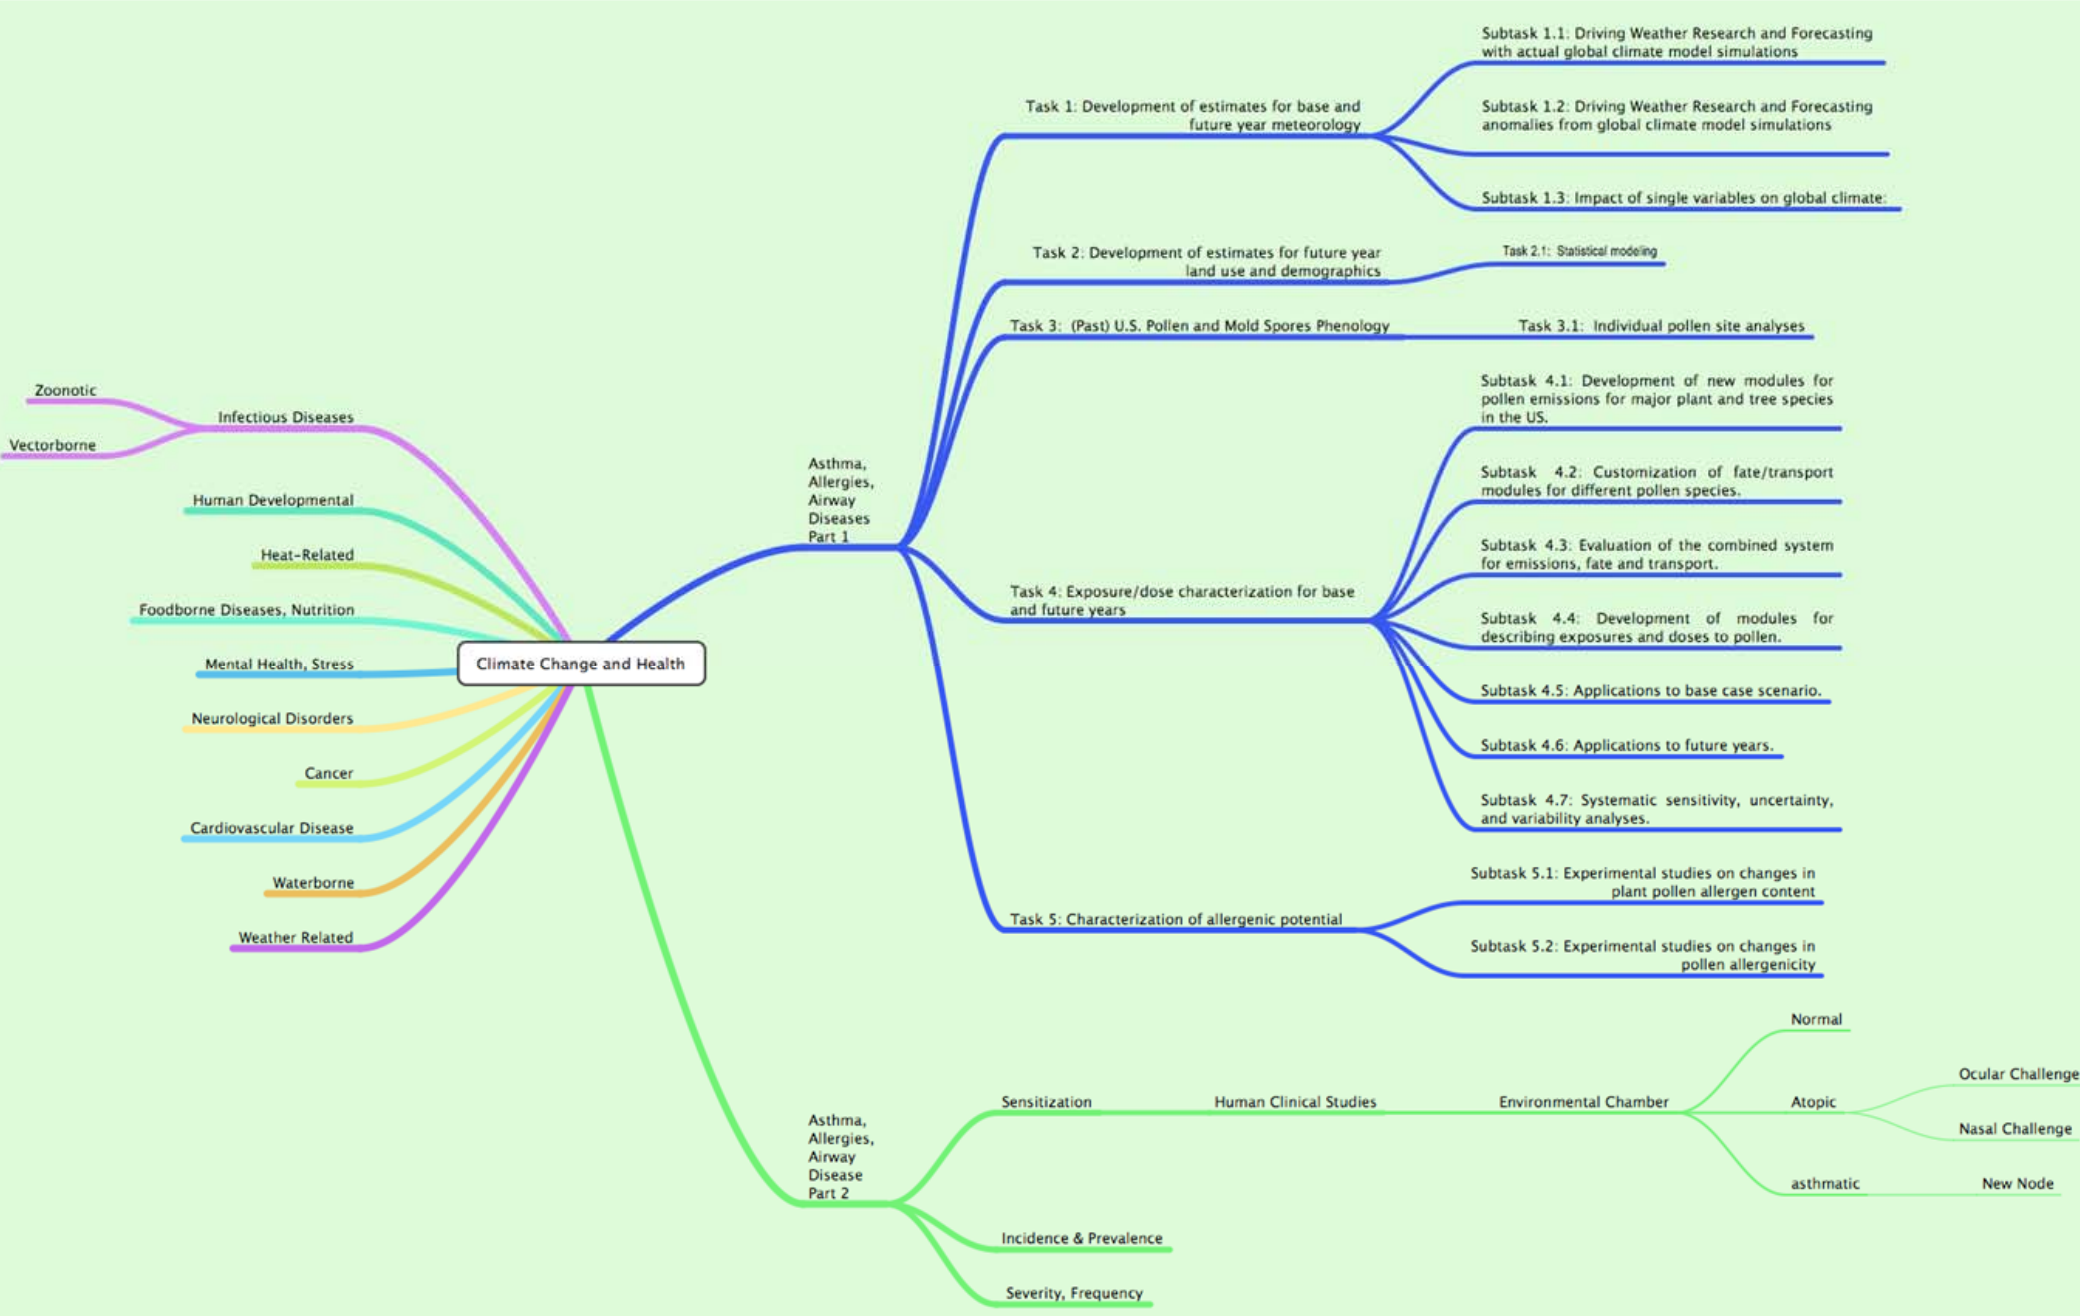 Zoonotic
Vectorborne
Infectious Diseases
Human Developmental
Heat-Related
Foodborne Diseases, Nutrition
Mental Health, Stress
Neurological Disorders
Cancer
Cardiovascular Disease
Waterborne
Weather Related
Climate Change and Health
Asthma,
Allergies,
Airway
Diseases
Part 1
Task 1: Development of estimates for base and
future year meteorology
Subtask 1.1: Driving Weather Research and Forecasting
with actual global climate model simulations
Subtask 1.2: Driving Weather Research and Forecasting
anomalies from global climate model simulations
Subtask 1.3: Impact of single variables on global climate:
Task 2: Development of estimates for future year
land use and demographics
Task 2.1: Statistical modeling
Task 3: (Past) U.S. Pollen and Mold Spores Phenology
Task 3.1: Individual pollen site analyses
Task 4: Exposure/dose characterization for base
and future years
Subtask 4.1: Development of new modules for
pollen emissions for major plant and tree species
in the US.
Subtask 4.2: Customization of fate/transport
modules for different pollen species.
Subtask 4.3: Evaluation of the combined system
for emissions, fate and transport.
Subtask 4.4: Development of modules for
describing exposures and doses to pollen.
Subtask 4.5: Applications to base case scenario.
Subtask 4.6: Applications to future years.
Subtask 4.7: Systematic sensitivity, uncertainty,
and variability analyses.
Task 5: Characterization of allergenic potential
Subtask 5.1: Experimental studies on changes in
plant pollen allergen content
Subtask 5.2: Experimental studies on changes in
pollen allergenicity
Asthma,
Allergies,
Airway
Disease
Part 2
Sensitization
Human Clinical Studies
Environmental Chamber
Normal
Atopic
Ocular Challenge
Nasal Challenge
asthmatic
New Node
Incidence & Prevalence
Severity, Frequency